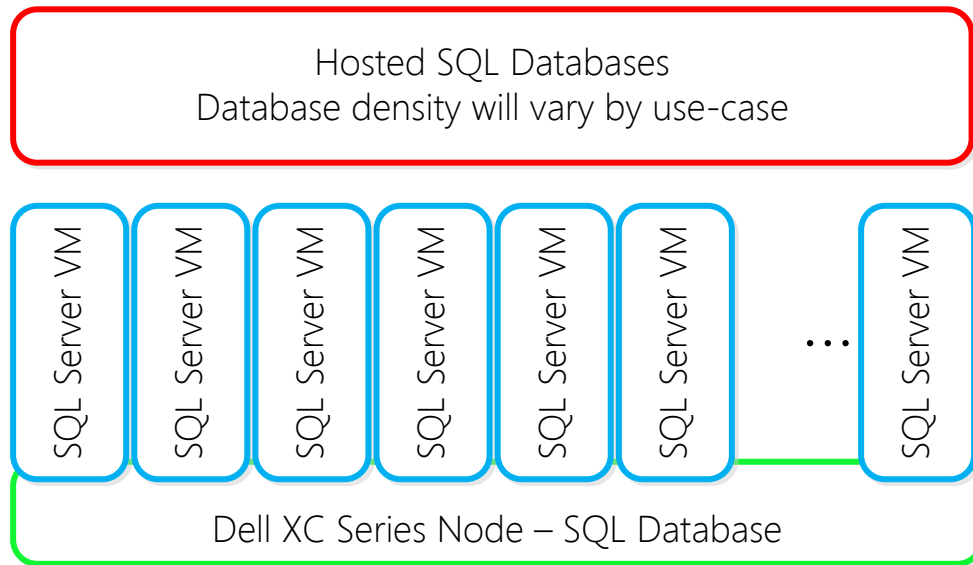 Hosted SQL Databases
Database density will vary by use-case
SQL Server VM
SQL Server VM
SQL Server VM
SQL Server VM
SQL Server VM
SQL Server VM
...
SQL Server VM
Dell XC Series Node – SQL Database